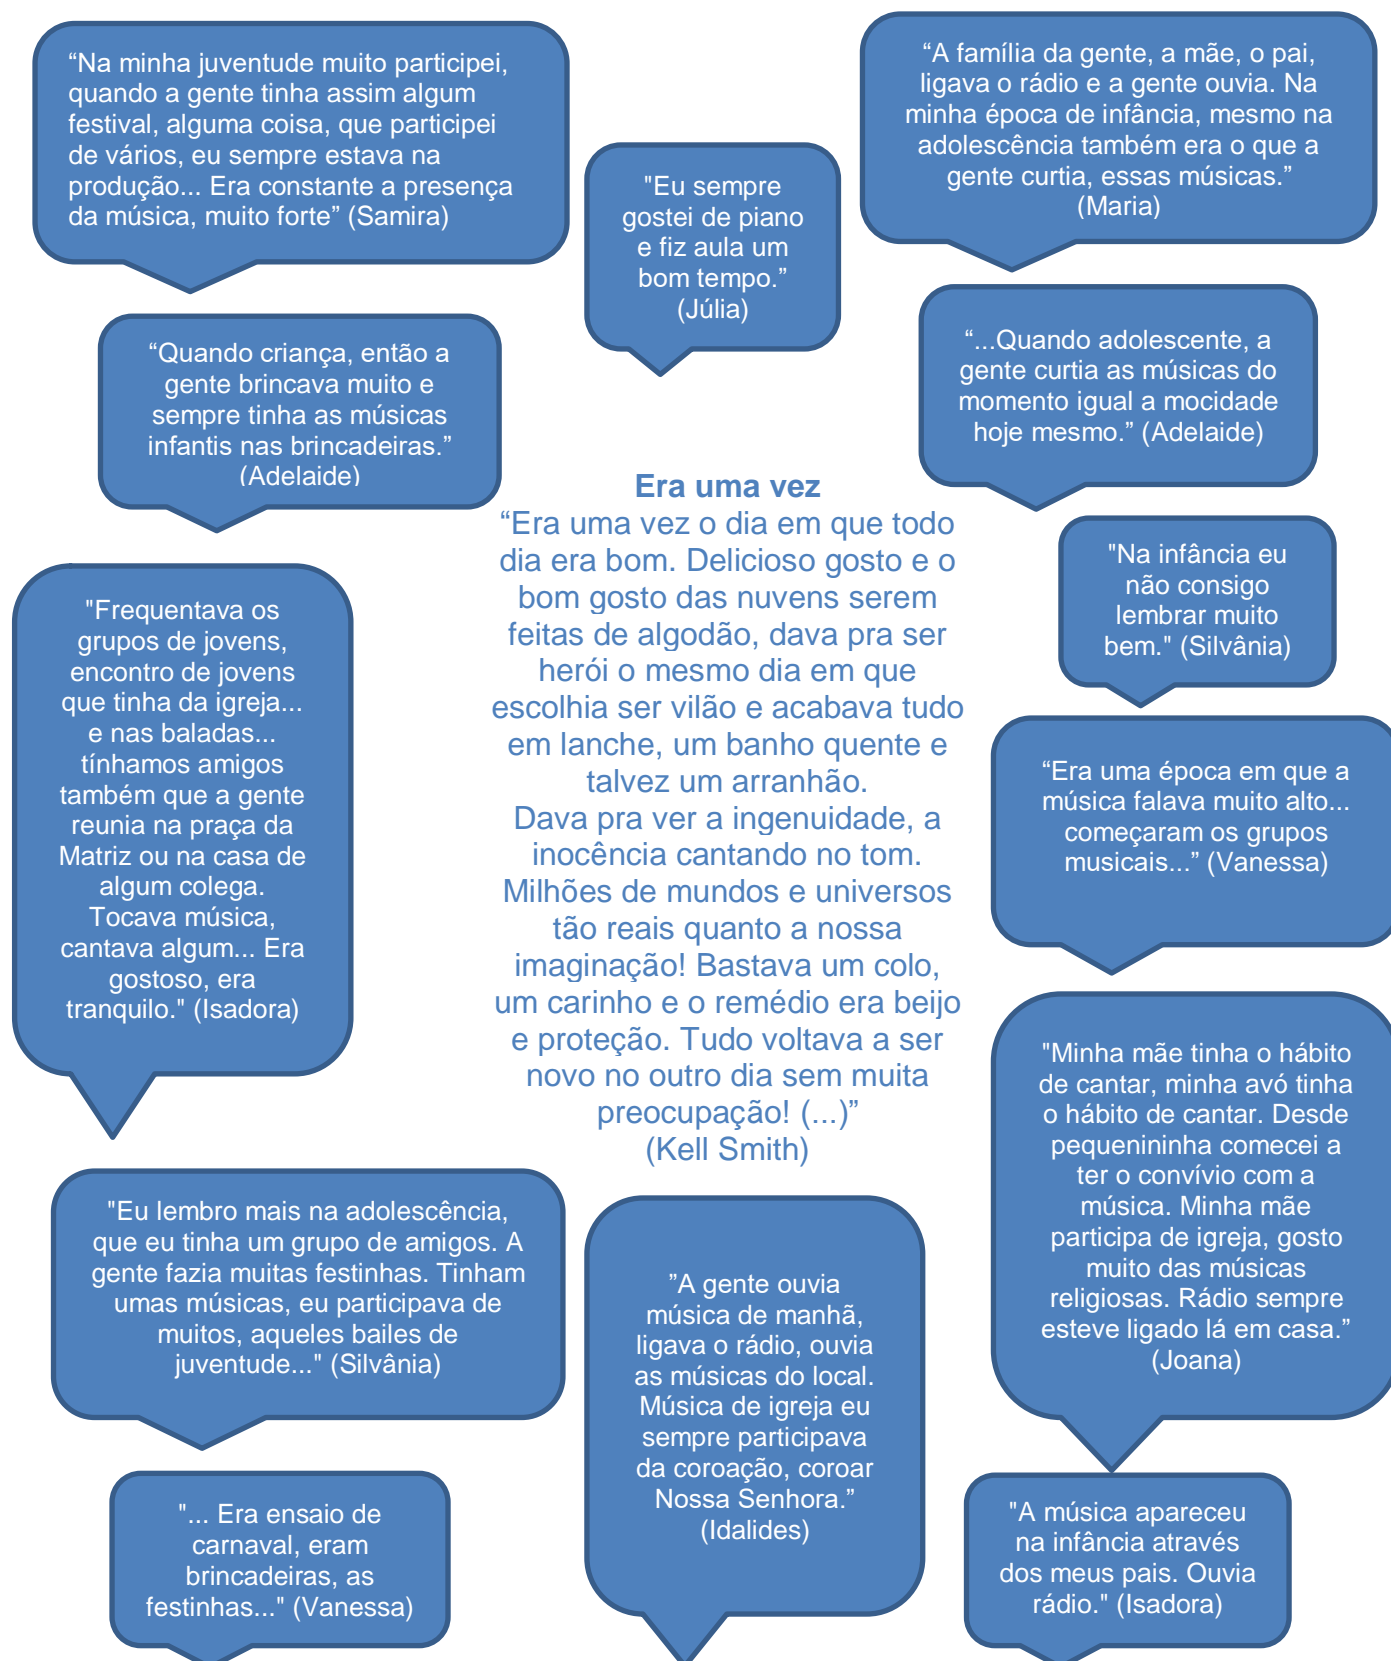 “Na minha juventude muito participei,
quando a gente tinha assim algum
festival, alguma coisa, que participei
de vários, eu sempre estava na
produção... Era constante a presença
da música, muito forte” (Samira)
"Eu sempre
gostei de piano
e fiz aula um
bom tempo.”
(Júlia)
“A família da gente, a mãe, o pai,
ligava o rádio e a gente ouvia. Na
minha época de infância, mesmo na
adolescência também era o que a
gente curtia, essas músicas.”
(Maria)
“Quando criança, então a
gente brincava muito e
sempre tinha as músicas
infantis nas brincadeiras.”
(Adelaide)
“...Quando adolescente, a
gente curtia as músicas do
momento igual a mocidade
hoje mesmo.” (Adelaide)
Era uma vez
“Era uma vez o dia em que todo
dia era bom. Delicioso gosto e o
bom gosto das nuvens serem
feitas de algodão, dava pra ser
herói o mesmo dia em que
escolhia ser vilão e acabava tudo
em lanche, um banho quente e
talvez um arranhão.
Dava pra ver a ingenuidade, a
inocência cantando no tom.
Milhões de mundos e universos
tão reais quanto a nossa
imaginação! Bastava um colo,
um carinho e o remédio era beijo
e proteção. Tudo voltava a ser
novo no outro dia sem muita
preocupação! (...)”
(Kell Smith)
"Na infância eu
não consigo
lembrar muito
bem." (Silvânia)
"Frequentava os
grupos de jovens,
encontro de jovens
que tinha da igreja...
e nas baladas...
tínhamos amigos
também que a gente
reunia na praça da
Matriz ou na casa de
algum colega.
Tocava música,
cantava algum... Era
gostoso, era
tranquilo." (Isadora)
“Era uma época em que a
música falava muito alto...
começaram os grupos
musicais...” (Vanessa)
"Minha mãe tinha o hábito
de cantar, minha avó tinha
o hábito de cantar. Desde
pequenininha comecei a
ter o convívio com a
música. Minha mãe
participa de igreja, gosto
muito das músicas
religiosas. Rádio sempre
esteve ligado lá em casa.”
(Joana)
"Eu lembro mais na adolescência,
que eu tinha um grupo de amigos. A
gente fazia muitas festinhas. Tinham
umas músicas, eu participava de
muitos, aqueles bailes de
juventude..." (Silvânia)
”A gente ouvia
música de manhã,
ligava o rádio, ouvia
as músicas do local.
Música de igreja eu
sempre participava
da coroação, coroar
Nossa Senhora.”
(Idalides)
"... Era ensaio de
carnaval, eram
brincadeiras, as
festinhas..." (Vanessa)
"A música apareceu
na infância através
dos meus pais. Ouvia
rádio." (Isadora)